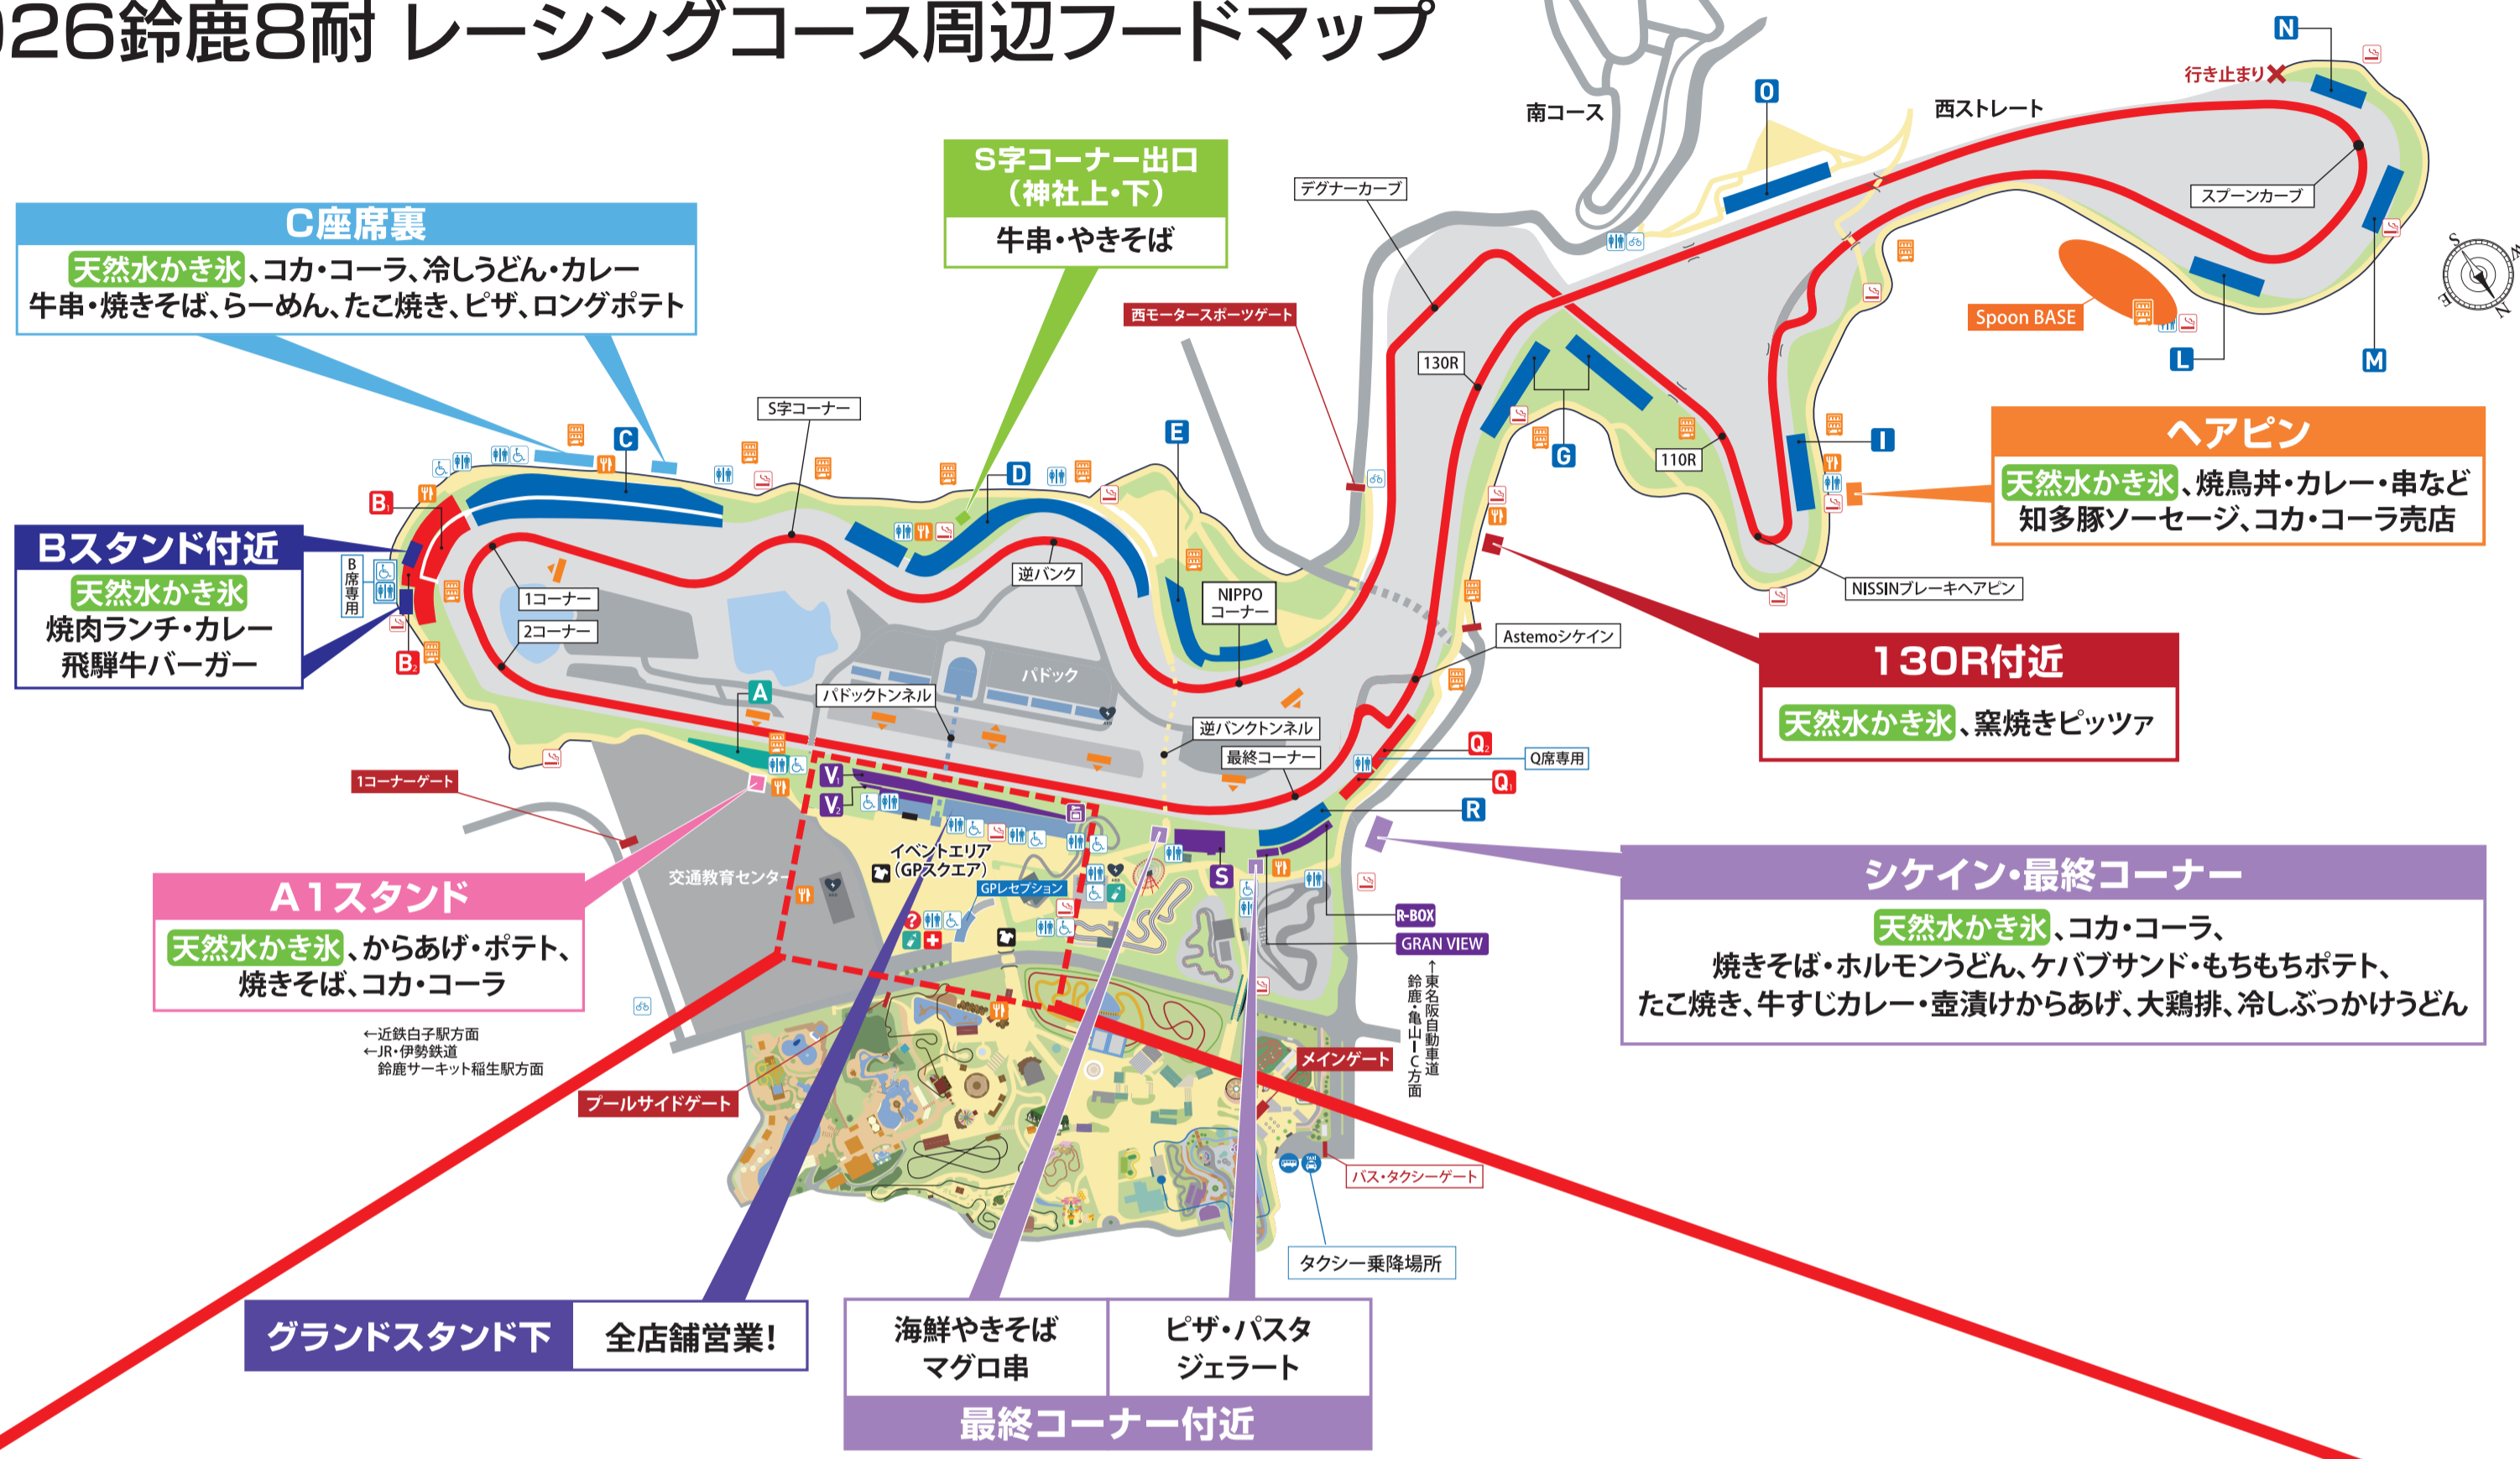 026鈴鹿8耐 レーシングコース周辺フードマップ
N
行き止まり
O
南コース
西ストレート
S字コーナー出口
(神社上・下)
牛串・やきそば
デグナーカーブ
スプーンカーブ
C座席裏
天然水かき氷、コカ・コーラ、冷しうどん・カレー
牛串・焼きそば、らーめん、たこ焼き、ピザ、ロングポテト
S
W
E
N
西モータースポーツゲート
Spoon BASE
130R
L
M
S字コーナー
C
E
D
G
110R
I
ヘアピン
天然水かき氷、焼鳥丼・カレー・串など
知多豚ソーセージ、コカ・コーラ売店
B1
Bスタンド付近
天然水かき氷
焼肉ランチ・カレー
飛騨牛バーガー
B席専用
B2
1コーナー
2コーナー
逆バンク
NIPPO
コーナー
NISSINブレーキヘアピン
Astemoシケイン
130R付近
天然水かき氷、窯焼きピッツァ
パドック
A
パドックトンネル
逆バンクトンネル
最終コーナー
Q2
Q席専用
Q1
R
1コーナーゲート
V1
V2
イベントエリア
(GPスクエア)
交通教育センター
GPレセプション
S
シケイン・最終コーナー
天然水かき氷、コカ・コーラ、
焼きそば・ホルモンうどん、ケバブサンド・もちもちポテト、
たこ焼き、牛すじカレー・壺漬けからあげ、大鶏排、冷しぶっかけうどん
A1スタンド
天然水かき氷、からあげ・ポテト、
焼きそば、コカ・コーラ
R-BOX
GRAN VIEW
↑東名阪自動車道
鈴鹿・亀山IC方面
←近鉄白子駅方面
←JR・伊勢鉄道
鈴鹿サーキット稲生駅方面
メインゲート
プールサイドゲート
バス・タクシーゲート
タクシー乗降場所
グランドスタンド下
全店舗営業!
海鮮やきそば
マグロ串
ピザ・パスタ
ジェラート
最終コーナー付近